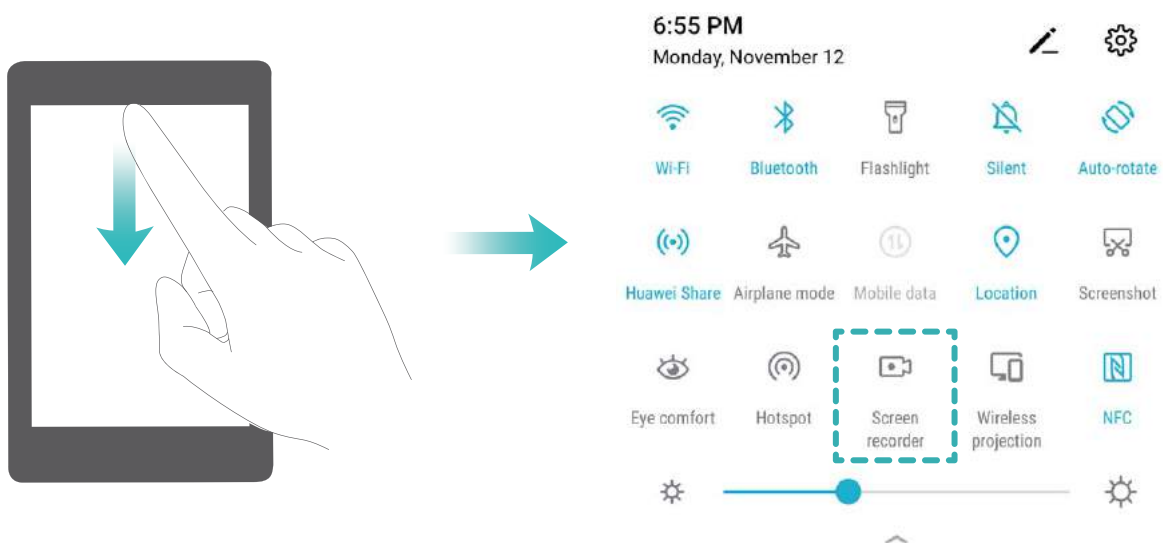 6:55 PM
Monday, November 12
Wi-Fi Bluetooth Flashlight Silent Auto-rotate
Huawei Share Airplane mode Mobile data Location Screenshot
Eye comfort Hotspot Screen Wireless NFC
recorder projection